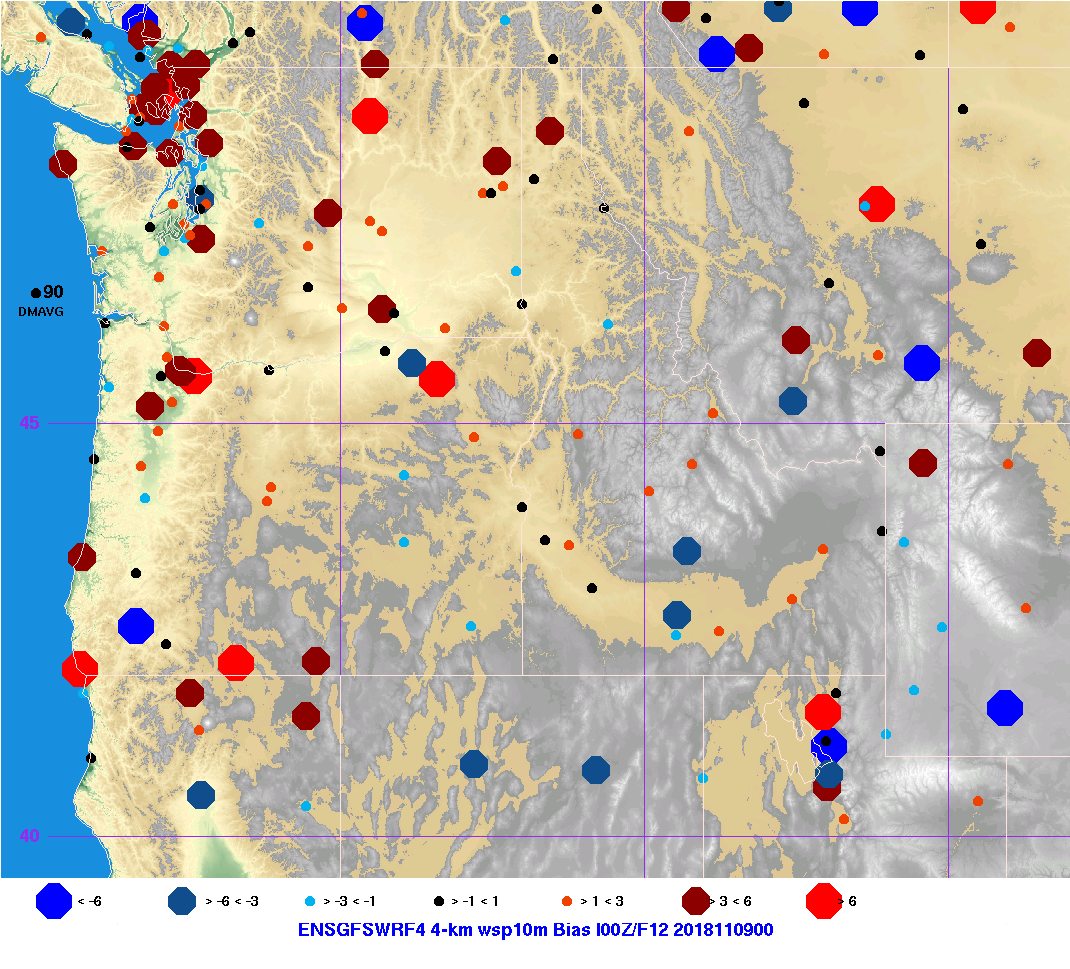 90
DMAVG
45
40
< -6
> -6 < -3
> -3 < -1
> -1 < 1
> 1 < 3
> 3 < 6
> 6
ENSGFSWRF4 4-km wsp10m Bias I00Z/F12 2018110900